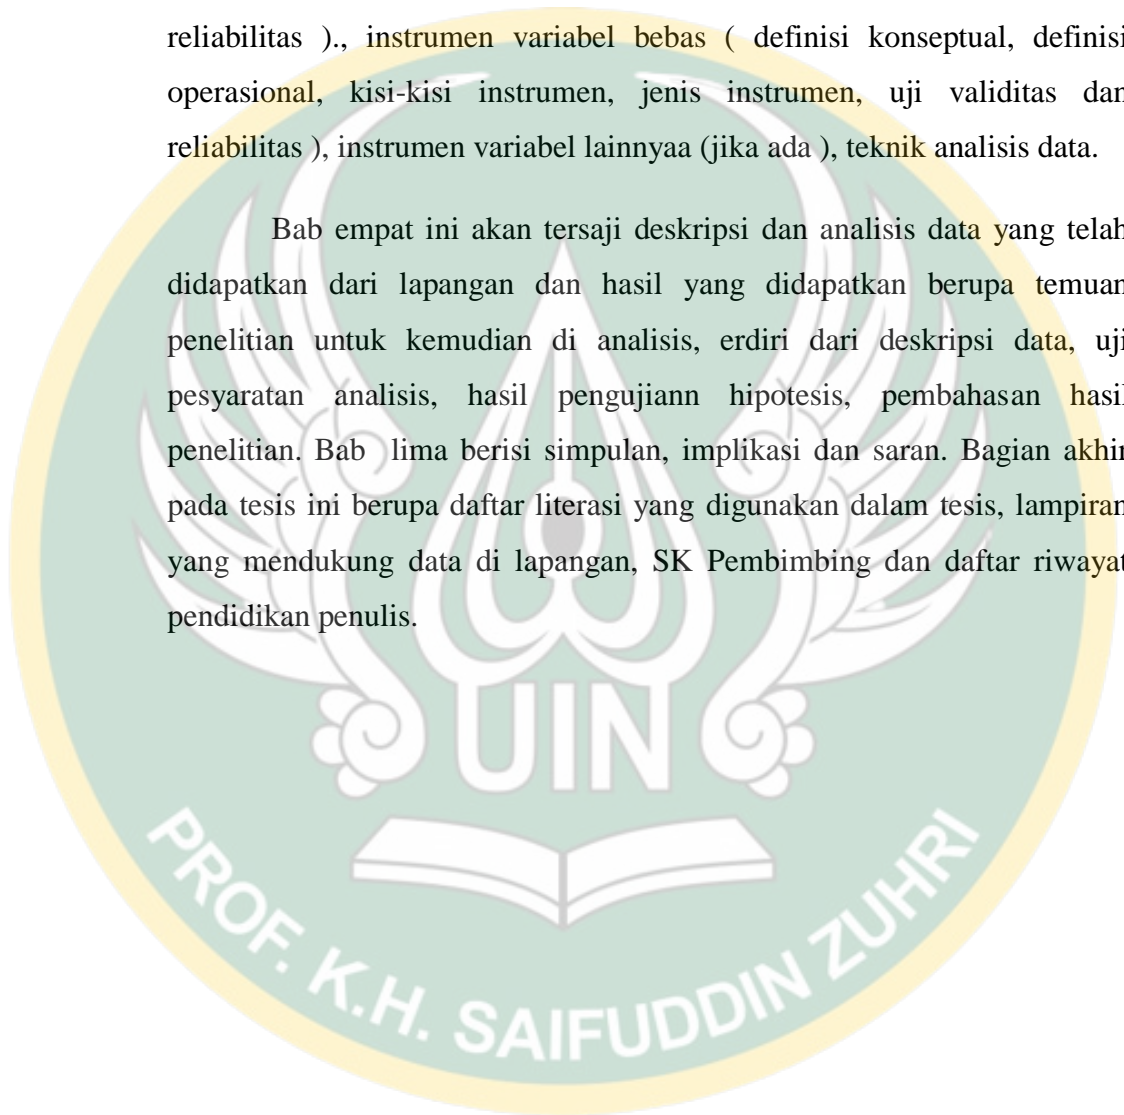 reliabilitas )., instrumen variabel bebas ( definisi konseptual, definisi
operasional, kisi-kisi instrumen, jenis instrumen, uji validitas dan
reliabilitas ), instrumen variabel lainnyaa (jika ada ), teknik analisis data.
Bab empat ini akan tersaji deskripsi dan analisis data yang telah
didapatkan dari lapangan dan hasil yang didapatkan berupa temuan
penelitian untuk kemudian di analisis, erdiri dari deskripsi data, uji
pesyaratan analisis, hasil pengujiann hipotesis, pembahasan hasil
penelitian. Bab lima berisi simpulan, implikasi dan saran. Bagian akhir
pada tesis ini berupa daftar literasi yang digunakan dalam tesis, lampiran
yang mendukung data di lapangan, SK Pembimbing dan daftar riwayat
pendidikan penulis.
UIN
PROF. K.H. SAIFUDDIN ZUHRI